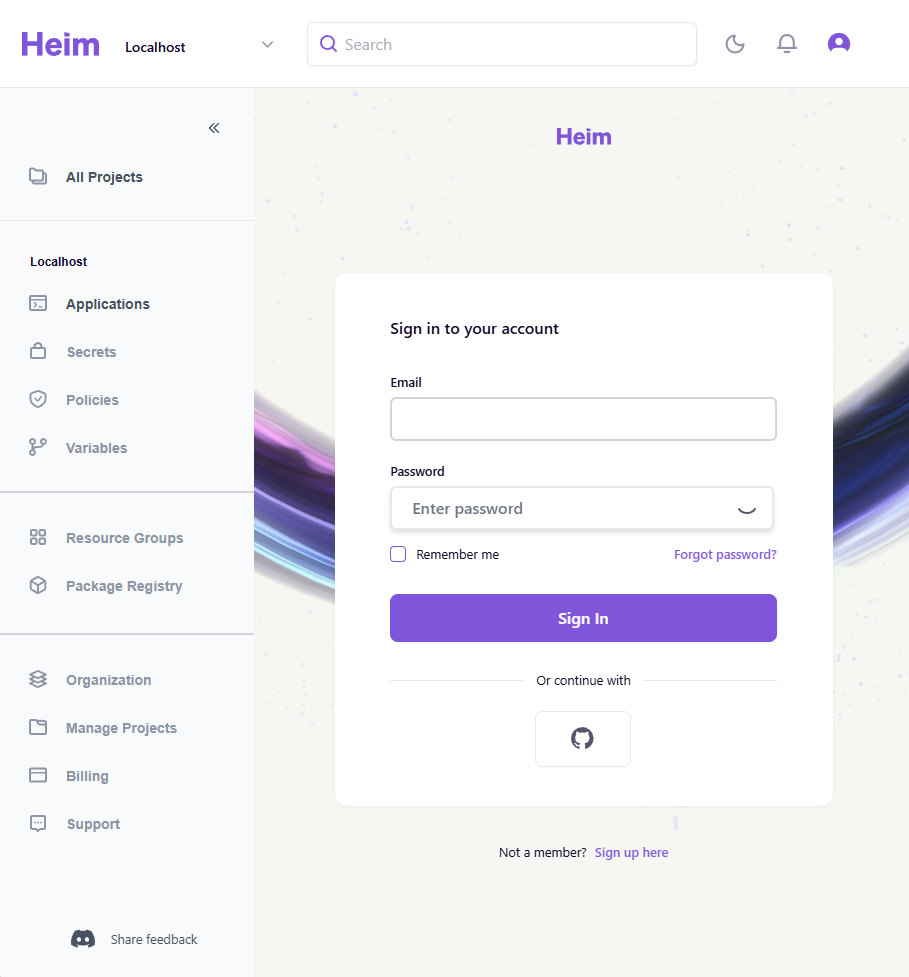 Heim
Localhost
Search
All Projects
Localhost
Applications
Secrets
Policies
Variables
Resource Groups
Package Registry
Organization
Manage Projects
Billing
Support
Share feedback
Heim
Sign in to your account
Email
Password
Enter password
Remember me
Forgot password?
Sign In
Or continue with
Not a member? Sign up here